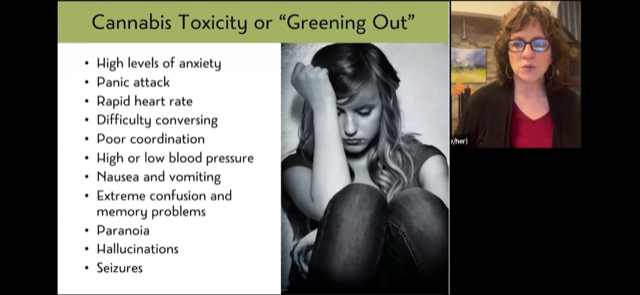 Cannabis Toxicity or “Greening Out”
• High levels of anxiety
• Panic attack
• Rapid heart rate
• Difficulty conversing
• Poor coordination
• High or low blood pressure
• Nausea and vomiting
• Extreme confusion and
memory problems
• Paranoia
• Hallucinations
• Seizures
/her)